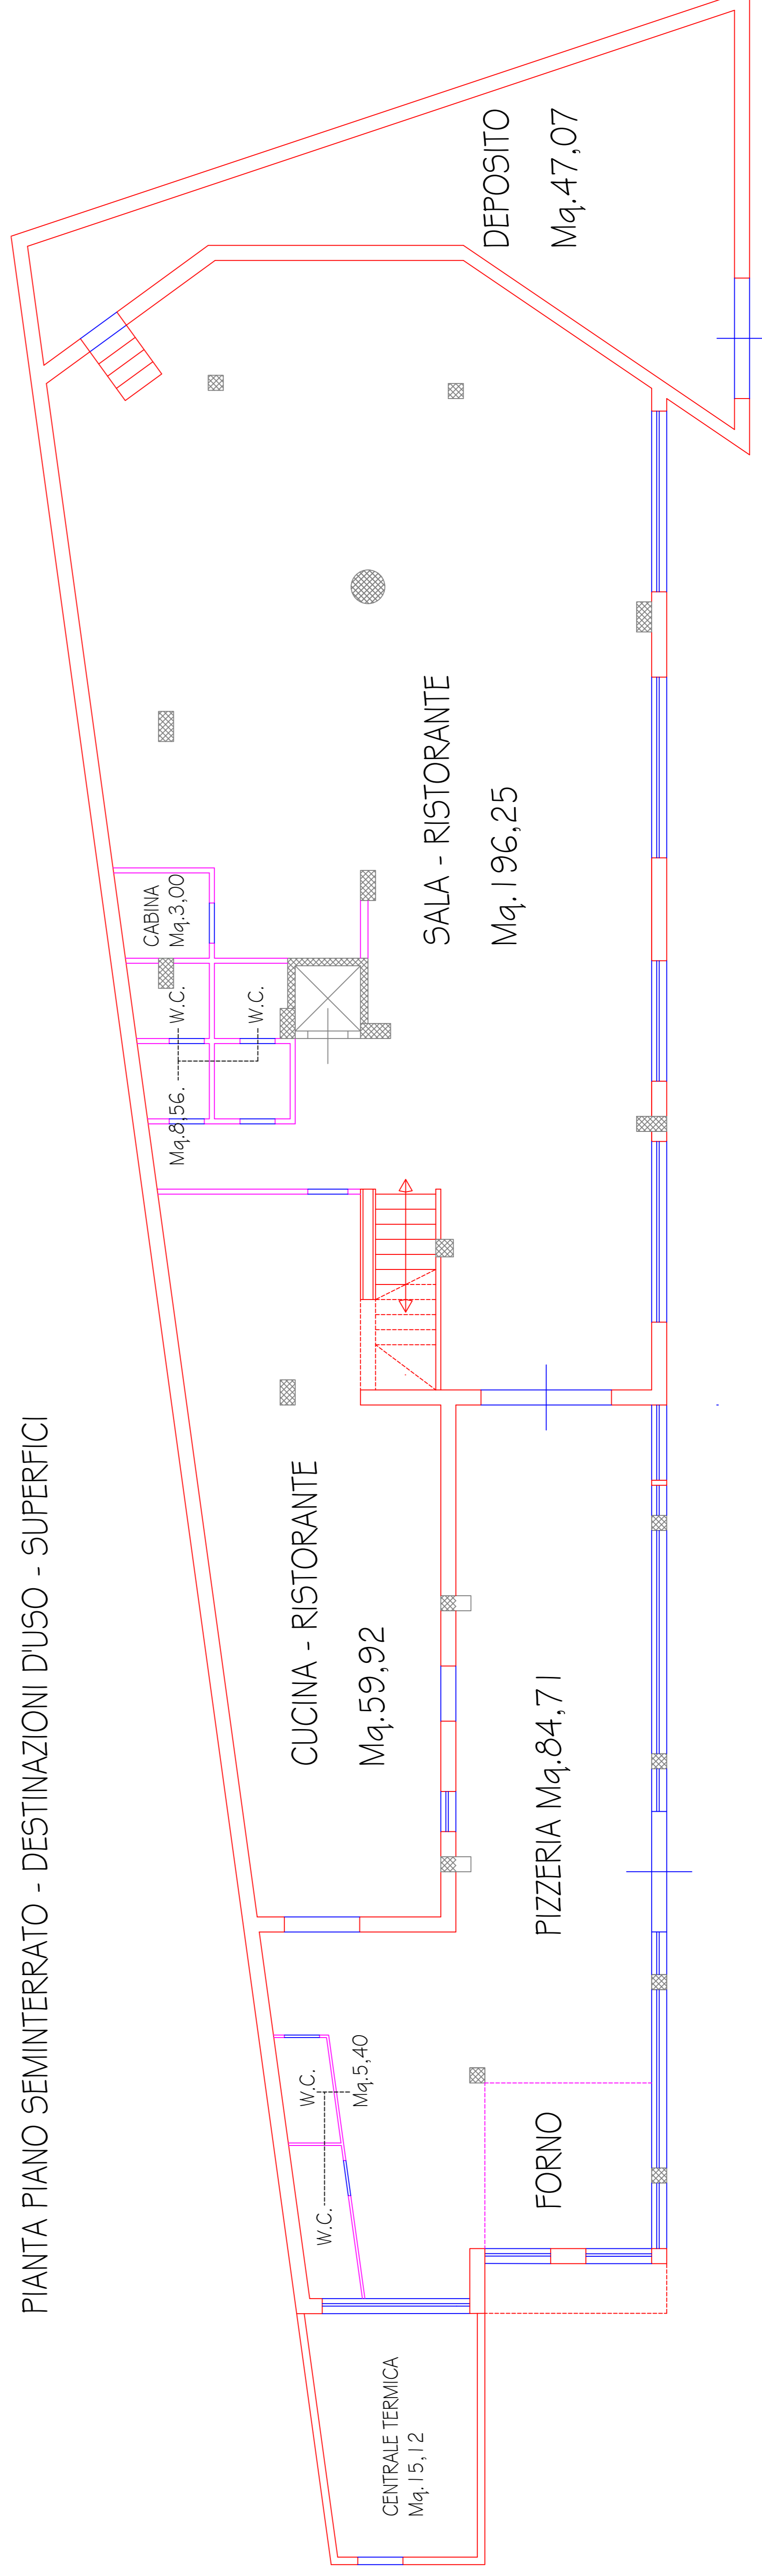 PIANTA PIANO SEMINTERRATO - DESTINAZIONI D'USO - SUPERFICI
CENTRALE TERMICA
Mq.15,12
W.C.
W.C.
Mq.5,40
FORNO
PIZZERIA Mq.84,71
CUCINA - RISTORANTE
Mq.59,92
Mq.8,56.
W.C.
W.C.
CABINA
Mq.3,00
SALA - RISTORANTE
Mq.196,25
DEPOSITO
Mq.47,07